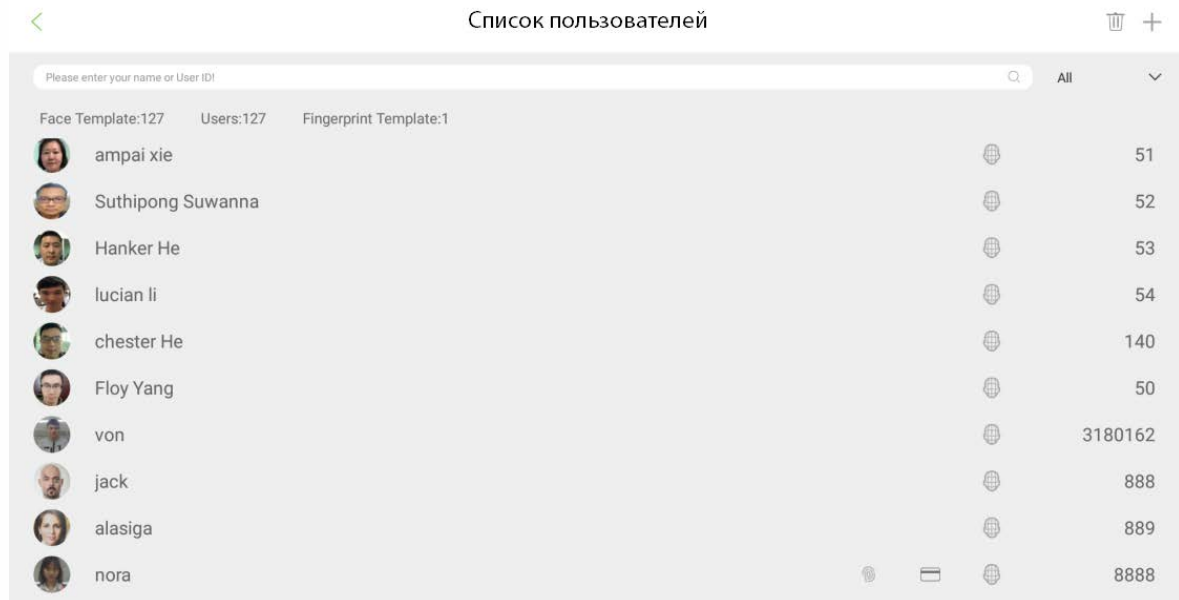 Список пользователей
Please enter your name or User ID! All
Face Template:127 Users:127 Fingerprint Template:1
ampai xie 51
Suthipong Suwanna 52
Hanker He 53
lucian li 54
chester He 140
Floy Yang 50
von 3180162
jack 888
alasiga 889
nora 8888